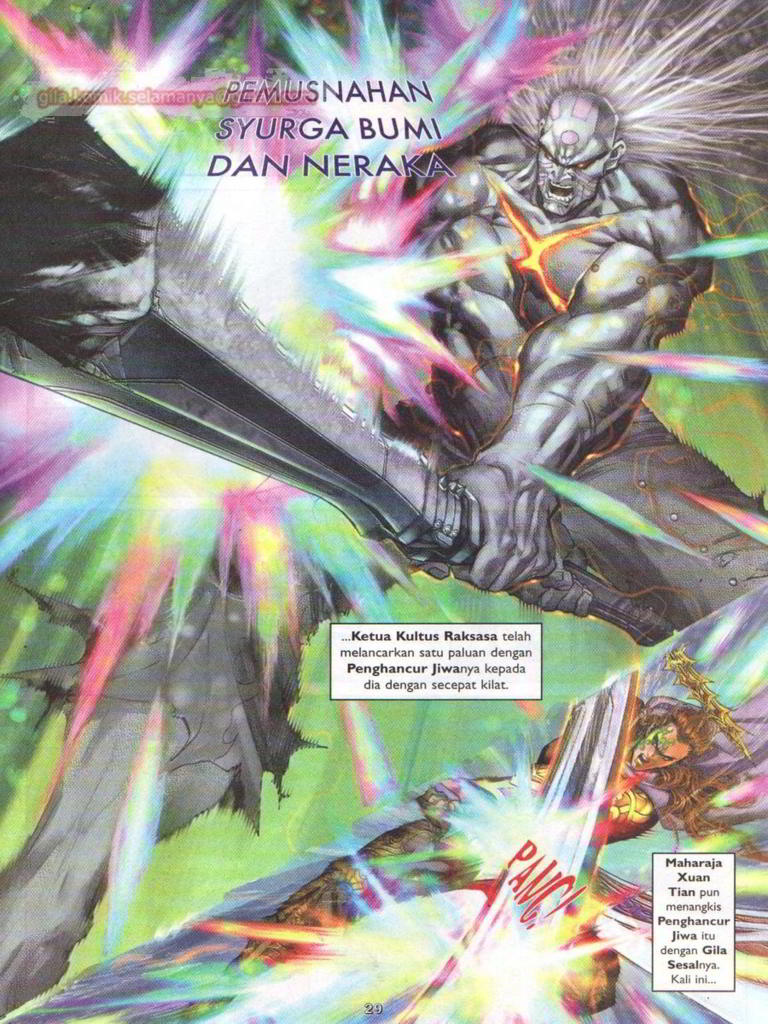 gila.komik.selamanya@
PEMUSNAHAN
SYURGA BUMI
DAN NERAKA
...Ketua Kultus Raksasa telah
melancarkan satu paluan dengan
Penghancur Jiwanya kepada
dia dengan secepat kilat.
PANG!
Maharaja
Xuan
Tian pun
menangkis
Penghancur
Jiwa itu
dengan Gila
Sesalnya.
Kali ini...
29